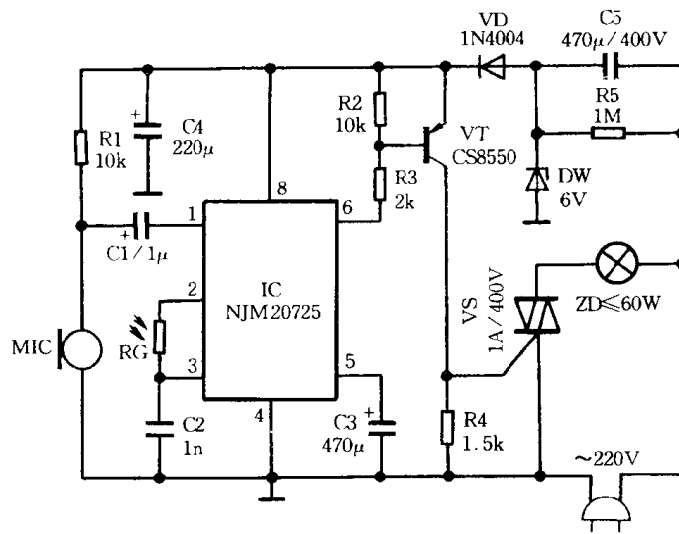 VD
1N4004
C5
470μ/400V
R5
1M
R2
10k
C4
220μ
R1
10k
VT
CS8550
R3
2k
DW
6V
8
6
1
C1/1μ
IC
NJM20725
2
RG
3
MIC
VS
1A/400V
ZD≤60W
5
4
C2
1n
C3
470μ
R4
1.5k
~220V